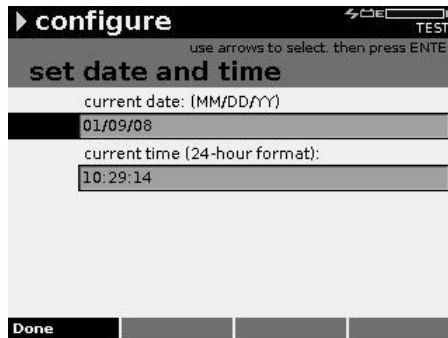 configure
TEST
use arrows to select. then press ENTE
set date and time
current date: (MM/DD/YY)
01/09/08
current time (24-hour format):
10:29:14
Done